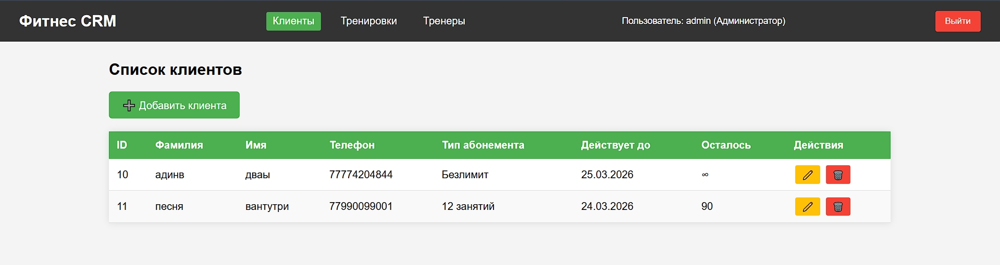 Фитнес CRM Клиенты Тренировки Тренеры Пользователь: admin (Администратор) Выйти
Список клиентов
Добавить клиента
ID Фамилия Имя Телефон Тип абонемента Действует до Осталось Действия
10 адинв дваы 77774204844 Безлимит 25.03.2026 ∞
11 песня вантутри 77990099001 12 занятий 24.03.2026 90